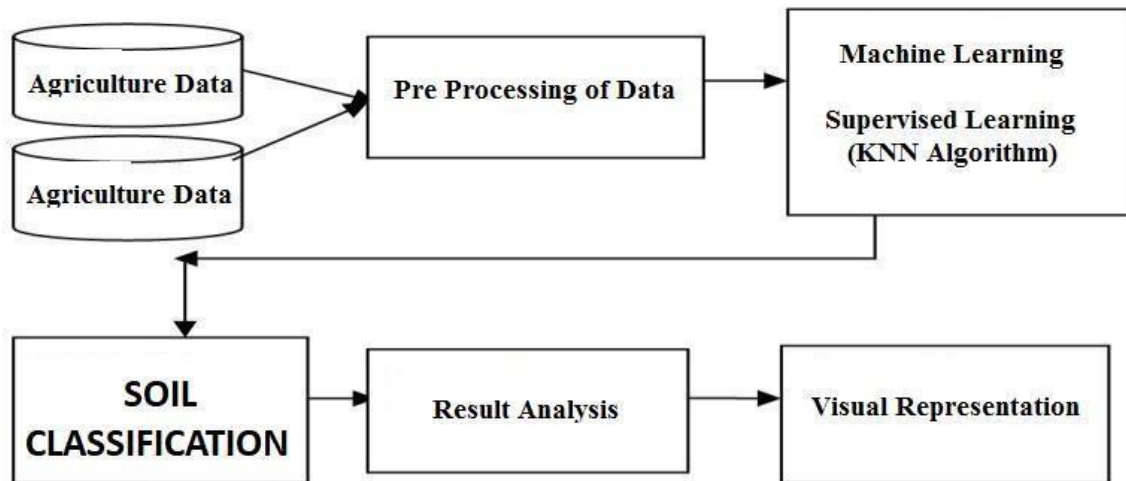 Agriculture Data
Pre Processing of Data
Machine Learning
Supervised Learning
(KNN Algorithm)
Agriculture Data
SOIL
CLASSIFICATION
Result Analysis
Visual Representation